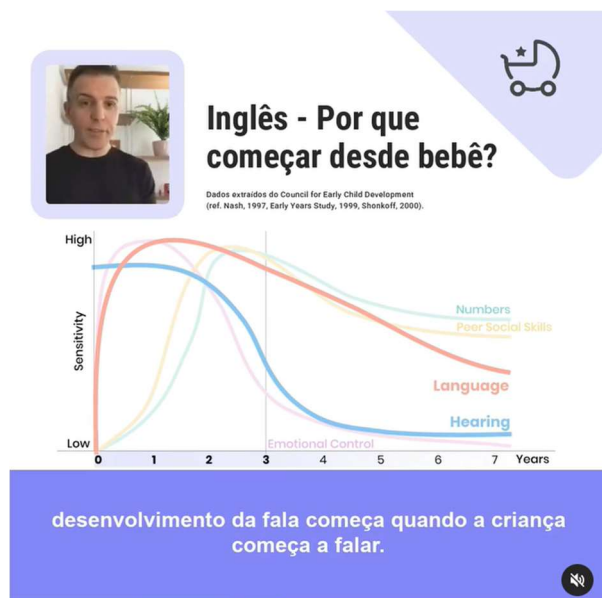 Inglês - Por que
começar desde bebê?
Dados extraídos do Council for Early Child Development
(ref. Nash, 1997, Early Years Study, 1999, Shonkoff, 2000).
High
Sensitivity
Numbers
Peer Social Skills
Language
Hearing
Low
Emotional Control
0 1 2 3 4 5 6 7 Years
desenvolvimento da fala começa quando a criança
começa a falar.